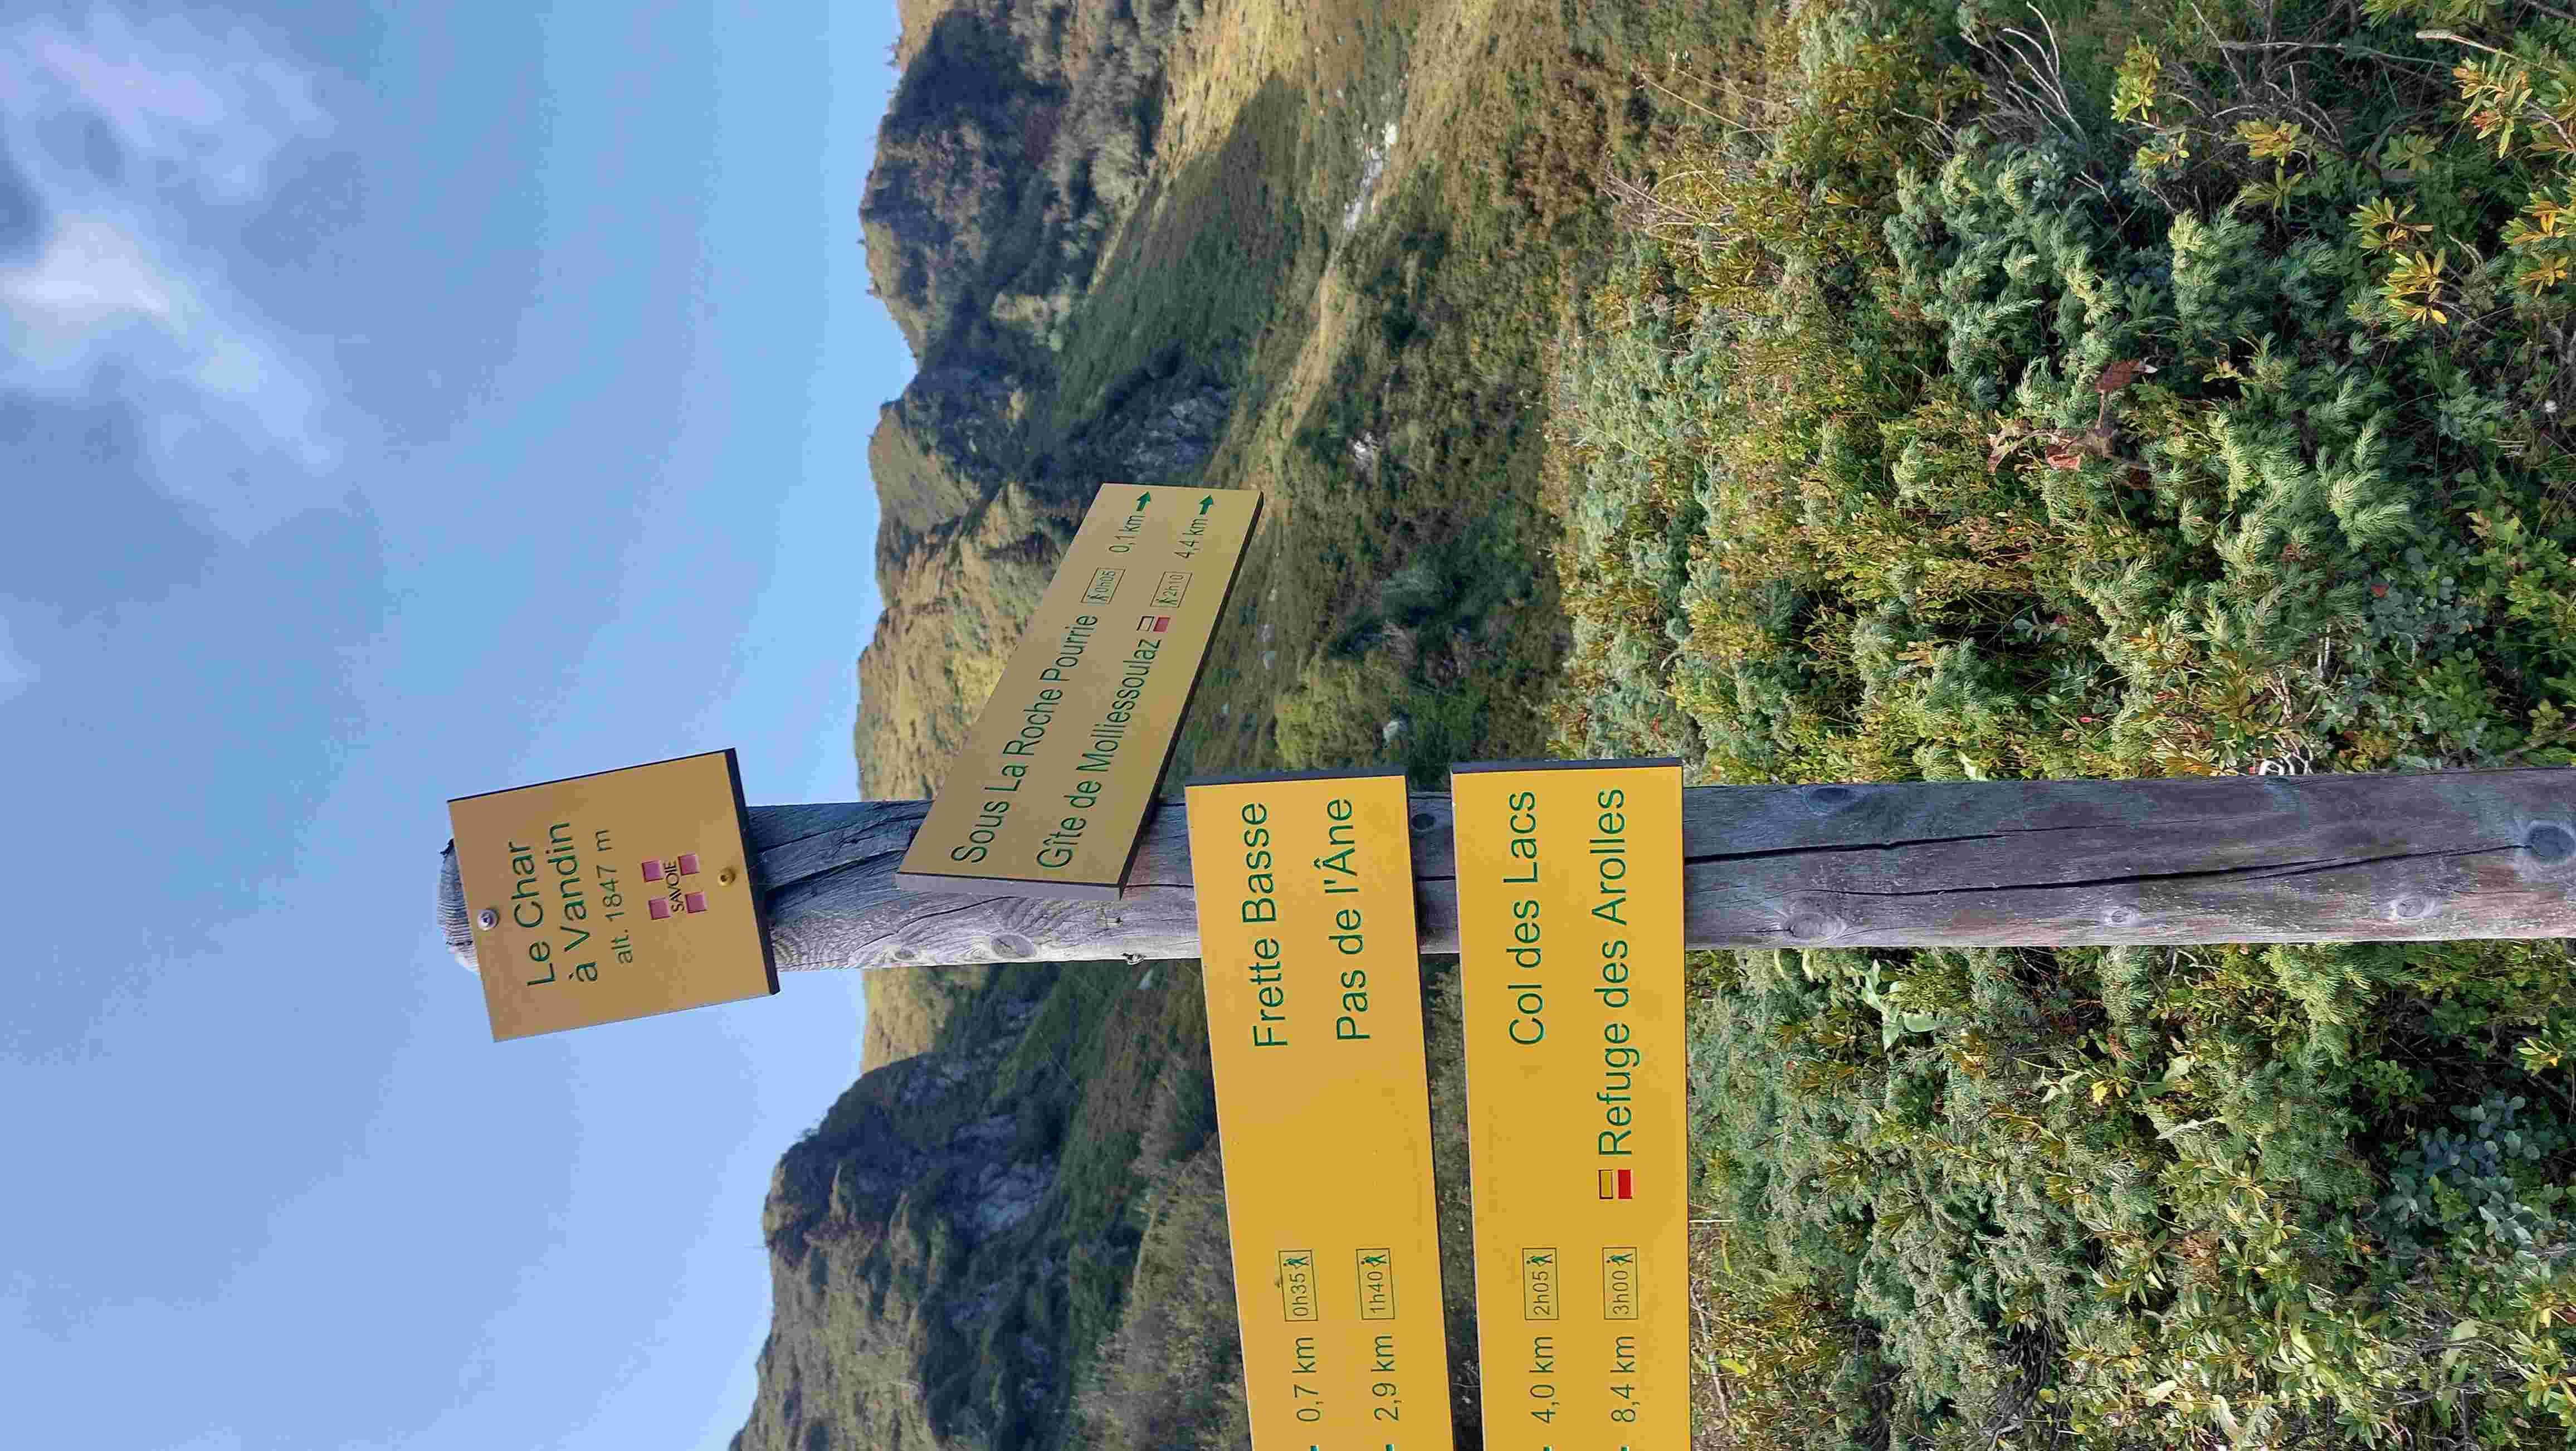 Le Char
à Vandin
alt. 1847 m
SAVOIE
Sous La Roche Pourrie 0h05 0,1 km
Gîte de Molliessoulaz 2h10 4,4 km
0,7 km 0h35 Frette Basse
2,9 km 1h40 Pas de l'Âne
4,0 km 2h05 Col des Lacs
8,4 km 3h00 Refuge des Arolles